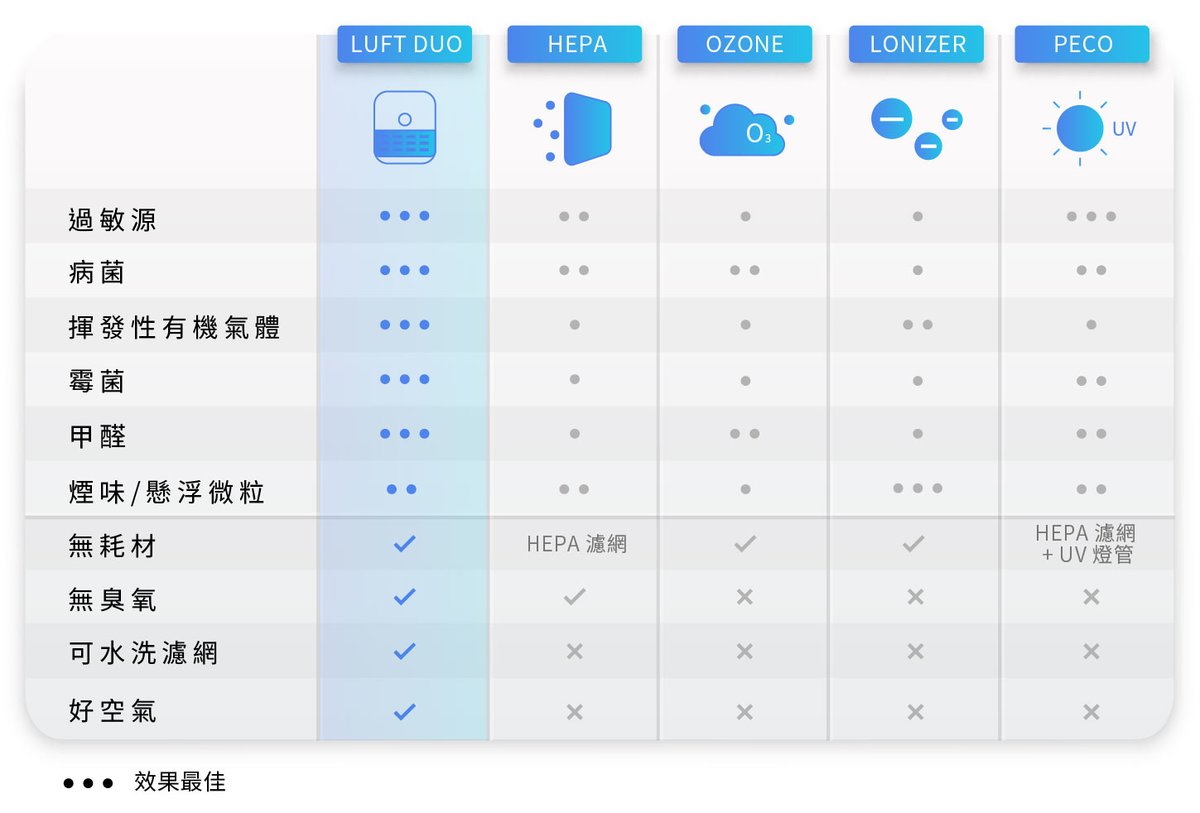 LUFT DUO HEPA OZONE LONIZER PECO
O₃ UV
過敏源
病菌
揮發性有機氣體
霉菌
甲醛
煙味/懸浮微粒
無耗材 HEPA 濾網 HEPA 濾網
+ UV 燈管
無臭氧
可水洗濾網
好空氣
效果最佳